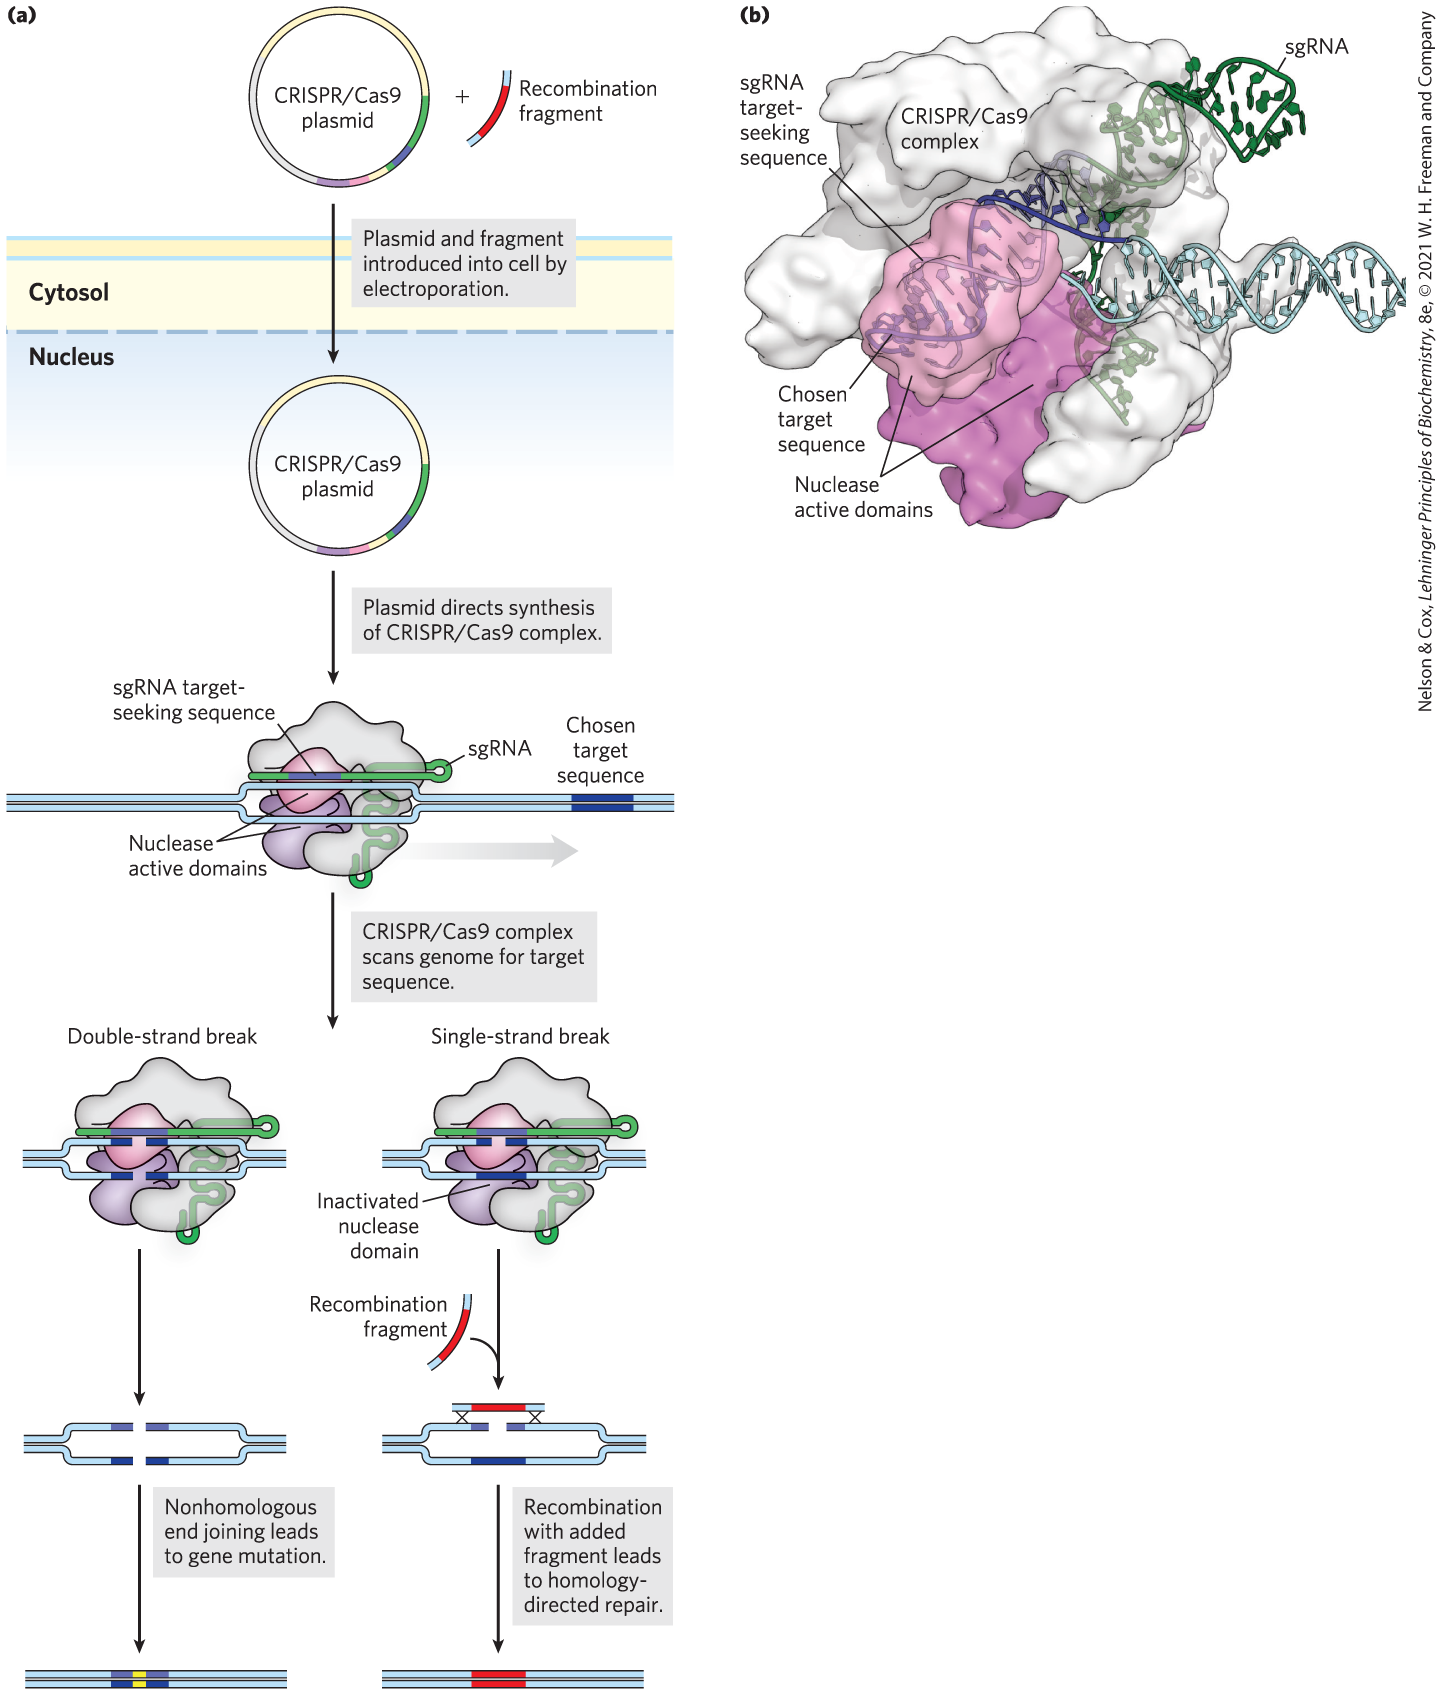 (a)
CRISPR/Cas9
plasmid
+
Recombination
fragment
Plasmid and fragment
introduced into cell by
electroporation.
Cytosol
Nucleus
CRISPR/Cas9
plasmid
Plasmid directs synthesis
of CRISPR/Cas9 complex.
sgRNA target-
seeking sequence
sgRNA
Chosen
target
sequence
Nuclease
active domains
CRISPR/Cas9 complex
scans genome for target
sequence.
Double-strand break
Single-strand break
Inactivated
nuclease
domain
Recombination
fragment
Nonhomologous
end joining leads
to gene mutation.
Recombination
with added
fragment leads
to homology-
directed repair.
(b)
sgRNA
sgRNA
target-
seeking
sequence
CRISPR/Cas9
complex
Chosen
target
sequence
Nuclease
active domains
Nelson & Cox, Lehninger Principles of Biochemistry, 8e, © 2021 W. H. Freeman and Company